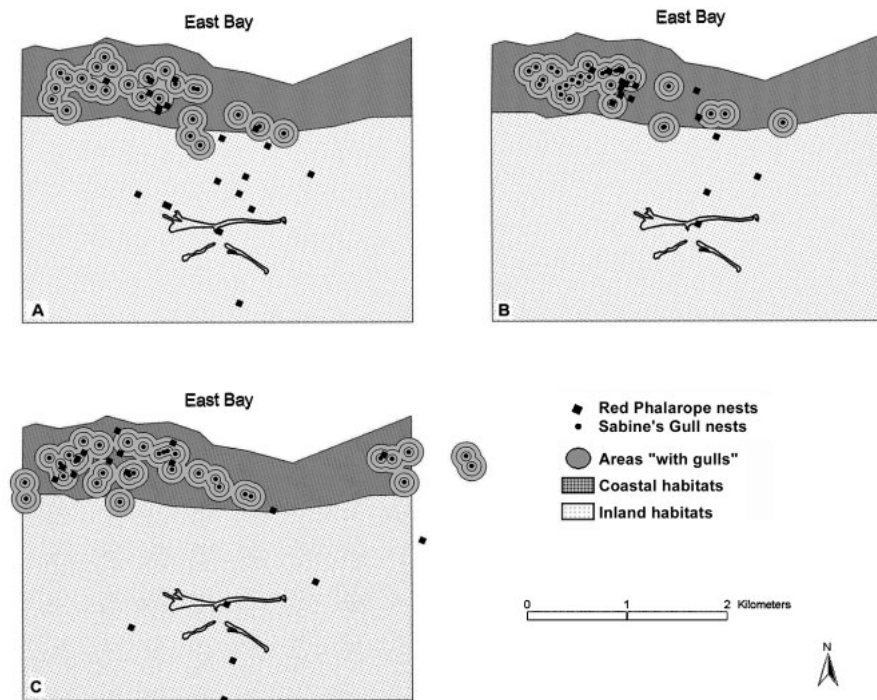 East Bay
East Bay
A
B
East Bay
Red Phalarope nests
Sabine's Gull nests
Areas "with gulls"
Coastal habitats
Inland habitats
0 1 2 Kilometers
N
C